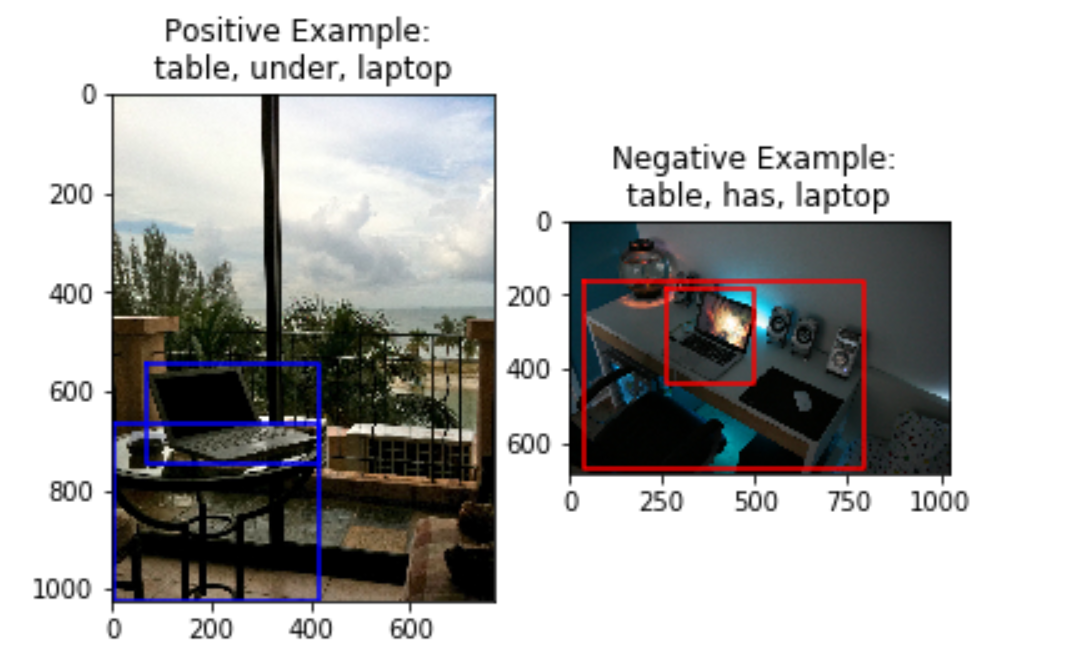 Positive Example:
table, under, laptop
0
200
400
600
800
1000
0 200 400 600
Negative Example:
table, has, laptop
0
200
400
600
0 250 500 750 1000